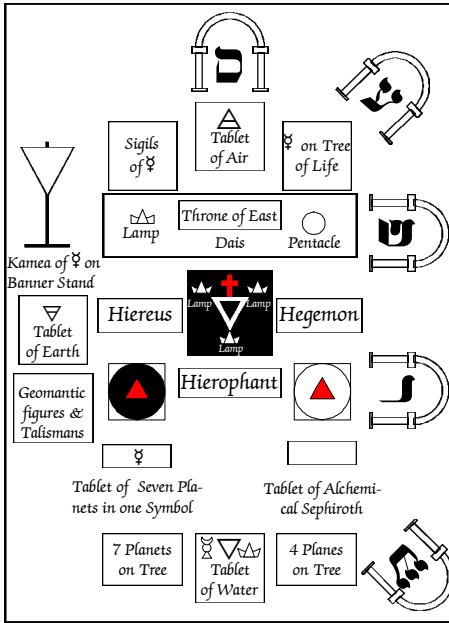 כ
Sigils
of ☿
Tablet
of Air
☿ on Tree
of Life
Lamp
Throne of East
Dais
Pentacle
ש
Kamea of ☿ on
Banner Stand
Tablet
of Earth
Hiereus
Lamp
Lamp
Lamp
Hegemon
Hierophant
Geomantic
figures &
Talismans
☿
Tablet of Seven Pla-
nets in one Symbol
Tablet of Alchemi-
cal Sephiroth
7 Planets
on Tree
Tablet
of Water
4 Planes
on Tree